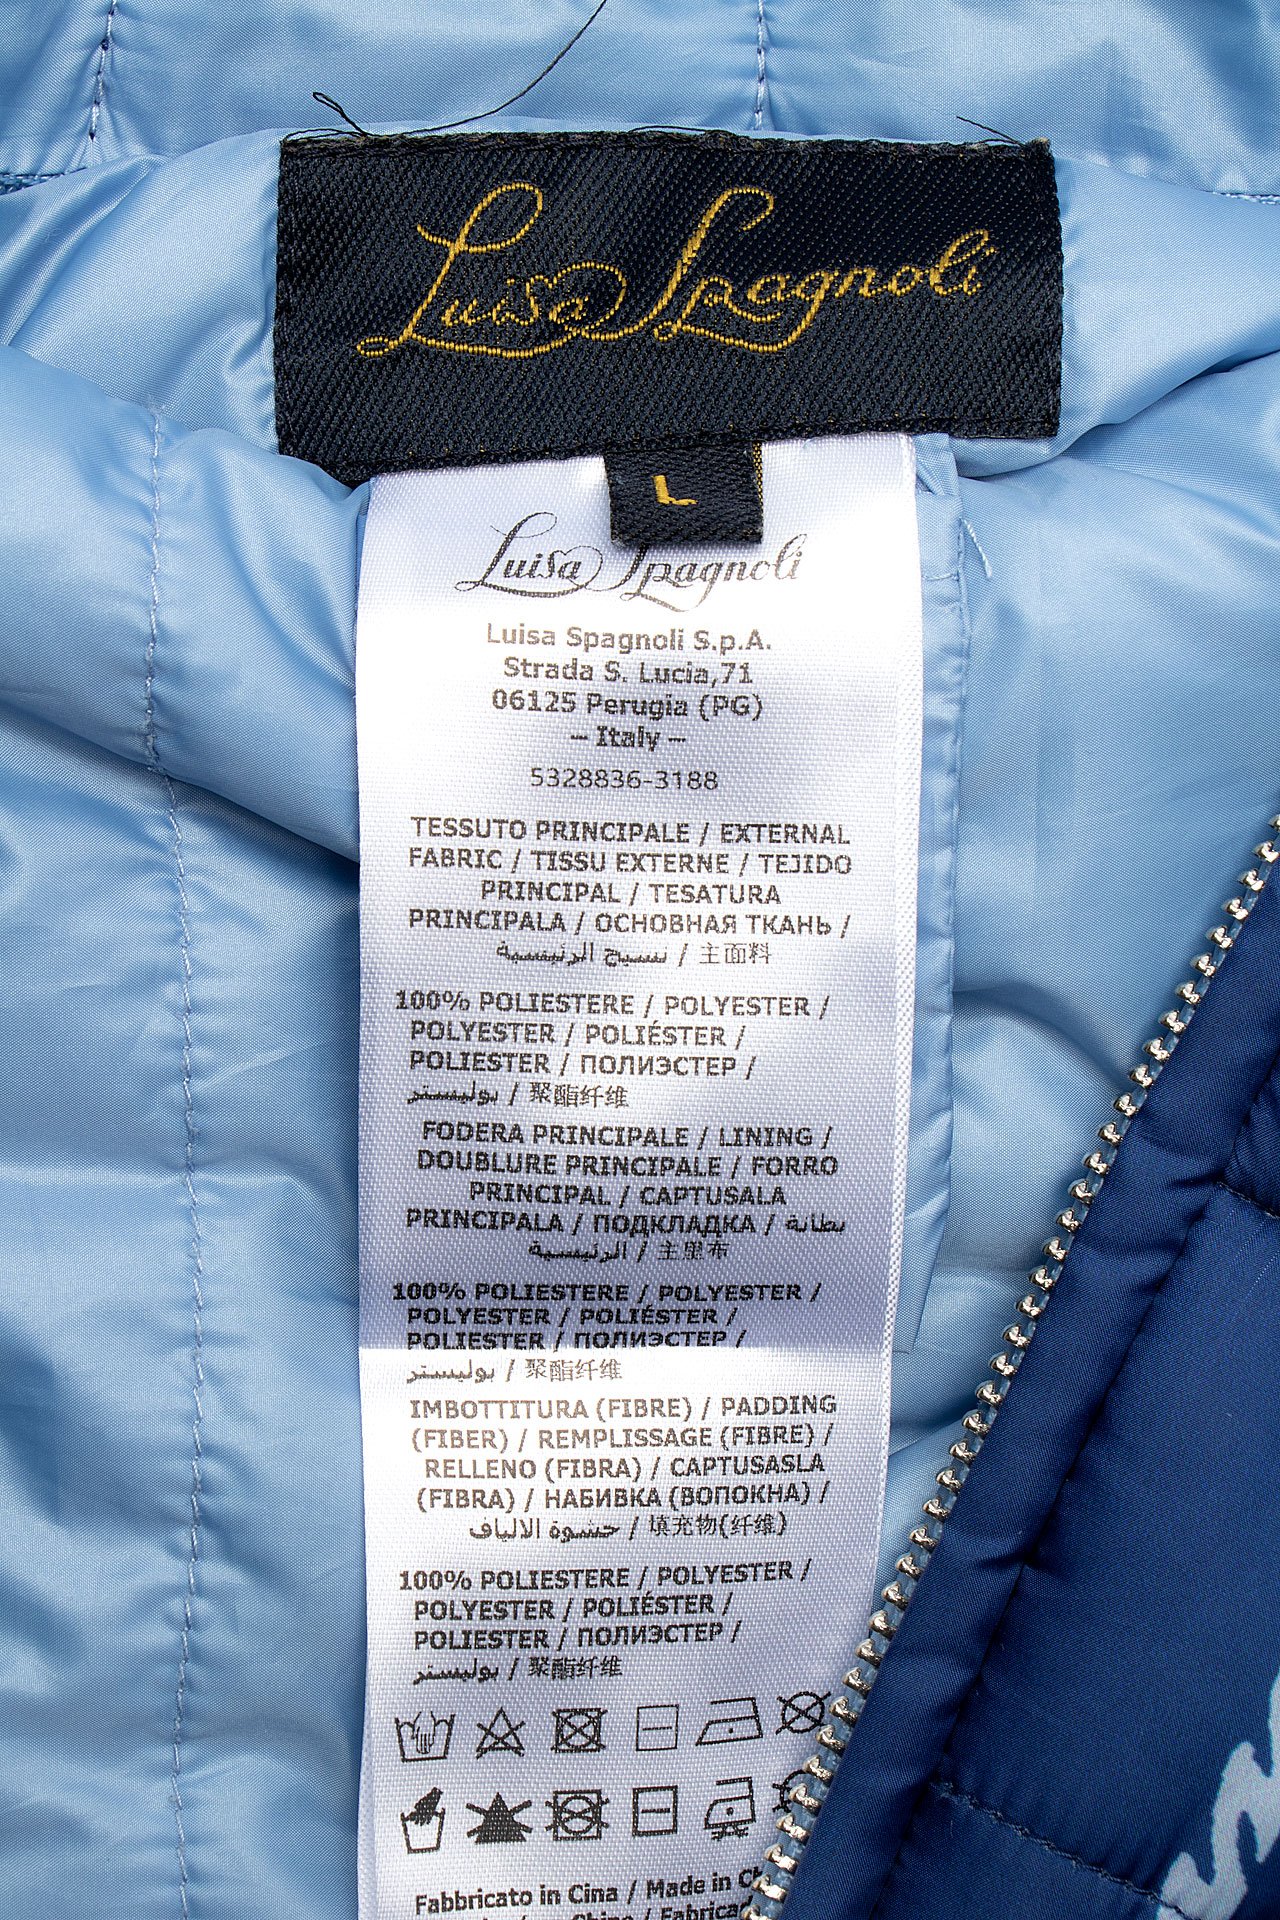 Luisa Spagnoli
L
Luisa Spagnoli
Luisa Spagnoli S.p.A.
Strada S. Lucia,71
06125 Perugia (PG)
– Italy –
5328836-3188
TESSUTO PRINCIPALE / EXTERNAL
FABRIC / TISSU EXTERNE / TEJIDO
PRINCIPAL / TESATURA
PRINCIPALA / ОСНОВНАЯ ТКАНЬ /
نسيج الرئيسية / 主面料
100% POLIESTERE / POLYESTER /
POLYESTER / POLIÉSTER /
POLIESTER / ПОЛИЭСТЕР /
بوليستر / 聚酯纤维
FODERA PRINCIPALE / LINING /
DOUBLURE PRINCIPALE / FORRO
PRINCIPAL / CAPTUSALA
PRINCIPALA / ПОДКЛАДКА / بطانة
الرئيسية / 主里布
100% POLIESTERE / POLYESTER /
POLYESTER / POLIÉSTER /
POLIESTER / ПОЛИЭСТЕР /
بوليستر / 聚酯纤维
IMBOTTITURA (FIBRE) / PADDING
(FIBER) / REMPLISSAGE (FIBRE) /
RELLENO (FIBRA) / CAPTUSASLA
(FIBRA) / НАБИВКА (ВОПОКНА) /
حشوة الالياف / 填充物(纤维)
100% POLIESTERE / POLYESTER /
POLYESTER / POLIÉSTER /
POLIESTER / ПОЛИЭСТЕР /
بوليستر / 聚酯纤维
Fabbricato in Cina / Made in